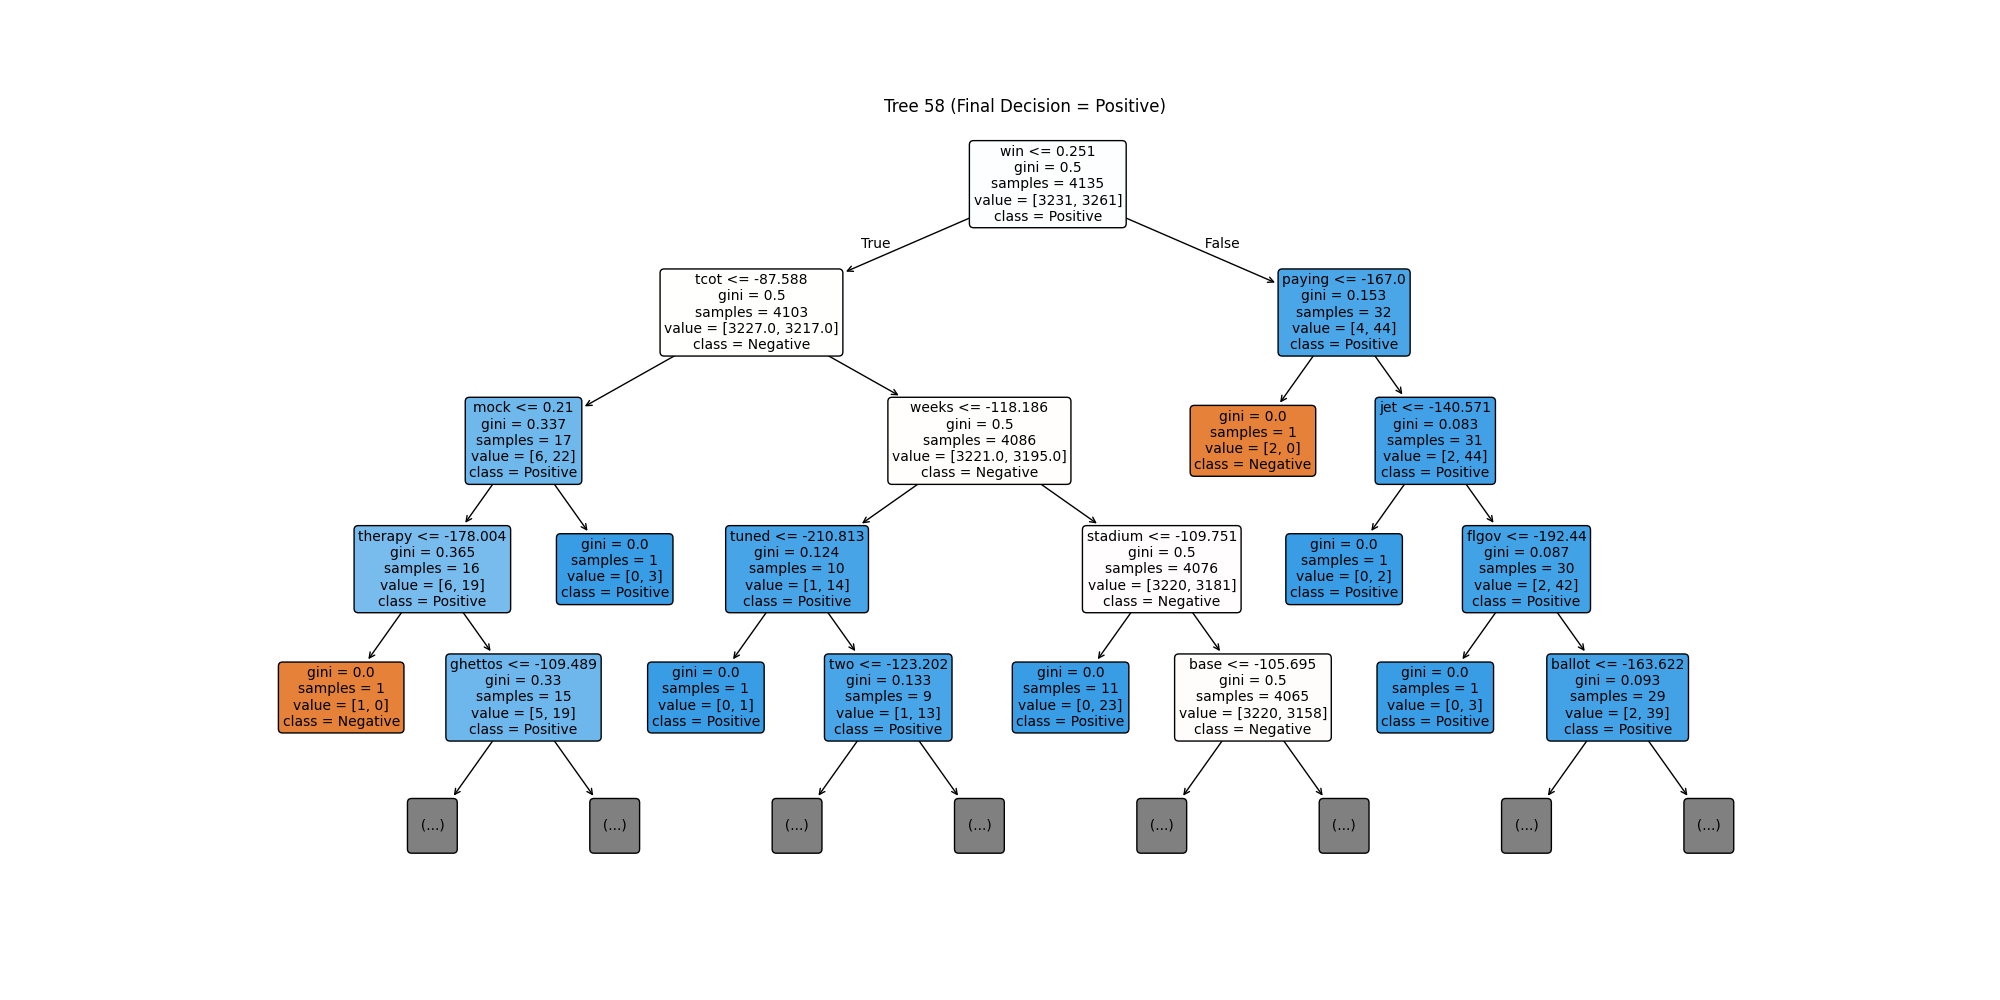 Tree 58 (Final Decision = Positive)
win <= 0.251
gini = 0.5
samples = 4135
value = [3231, 3261]
class = Positive
True
False
tcot <= -87.588
gini = 0.5
samples = 4103
value = [3227.0, 3217.0]
class = Negative
paying <= -167.0
gini = 0.153
samples = 32
value = [4, 44]
class = Positive
mock <= 0.21
gini = 0.337
samples = 17
value = [6, 22]
class = Positive
weeks <= -118.186
gini = 0.5
samples = 4086
value = [3221.0, 3195.0]
class = Negative
gini = 0.0
samples = 1
value = [2, 0]
class = Negative
jet <= -140.571
gini = 0.083
samples = 31
value = [2, 44]
class = Positive
therapy <= -178.004
gini = 0.365
samples = 16
value = [6, 19]
class = Positive
gini = 0.0
samples = 1
value = [0, 3]
class = Positive
tuned <= -210.813
gini = 0.124
samples = 10
value = [1, 14]
class = Positive
stadium <= -109.751
gini = 0.5
samples = 4076
value = [3220, 3181]
class = Negative
gini = 0.0
samples = 1
value = [0, 2]
class = Positive
flgov <= -192.44
gini = 0.087
samples = 30
value = [2, 42]
class = Positive
gini = 0.0
samples = 1
value = [1, 0]
class = Negative
ghettos <= -109.489
gini = 0.33
samples = 15
value = [5, 19]
class = Positive
gini = 0.0
samples = 1
value = [0, 1]
class = Positive
two <= -123.202
gini = 0.133
samples = 9
value = [1, 13]
class = Positive
gini = 0.0
samples = 11
value = [0, 23]
class = Positive
base <= -105.695
gini = 0.5
samples = 4065
value = [3220, 3158]
class = Negative
gini = 0.0
samples = 1
value = [0, 3]
class = Positive
ballot <= -163.622
gini = 0.093
samples = 29
value = [2, 39]
class = Positive
(...)
(...)
(...)
(...)
(...)
(...)
(...)
(...)